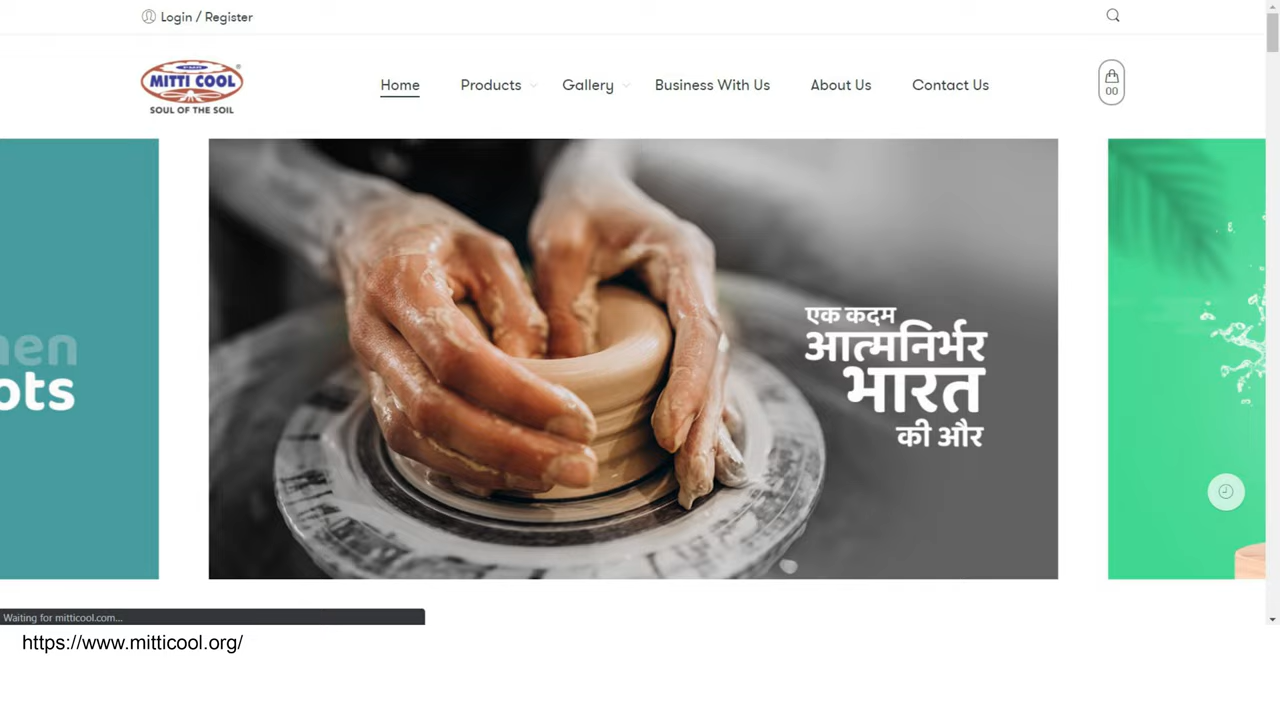 Login / Register
MITTI COOL
SOUL OF THE SOIL
Home
Products
Gallery
Business With Us
About Us
Contact Us
00
ots
एक कदम
आत्मनिर्भर
भारत
की और
Waiting for mitticool.com...
https://www.mitticool.org/